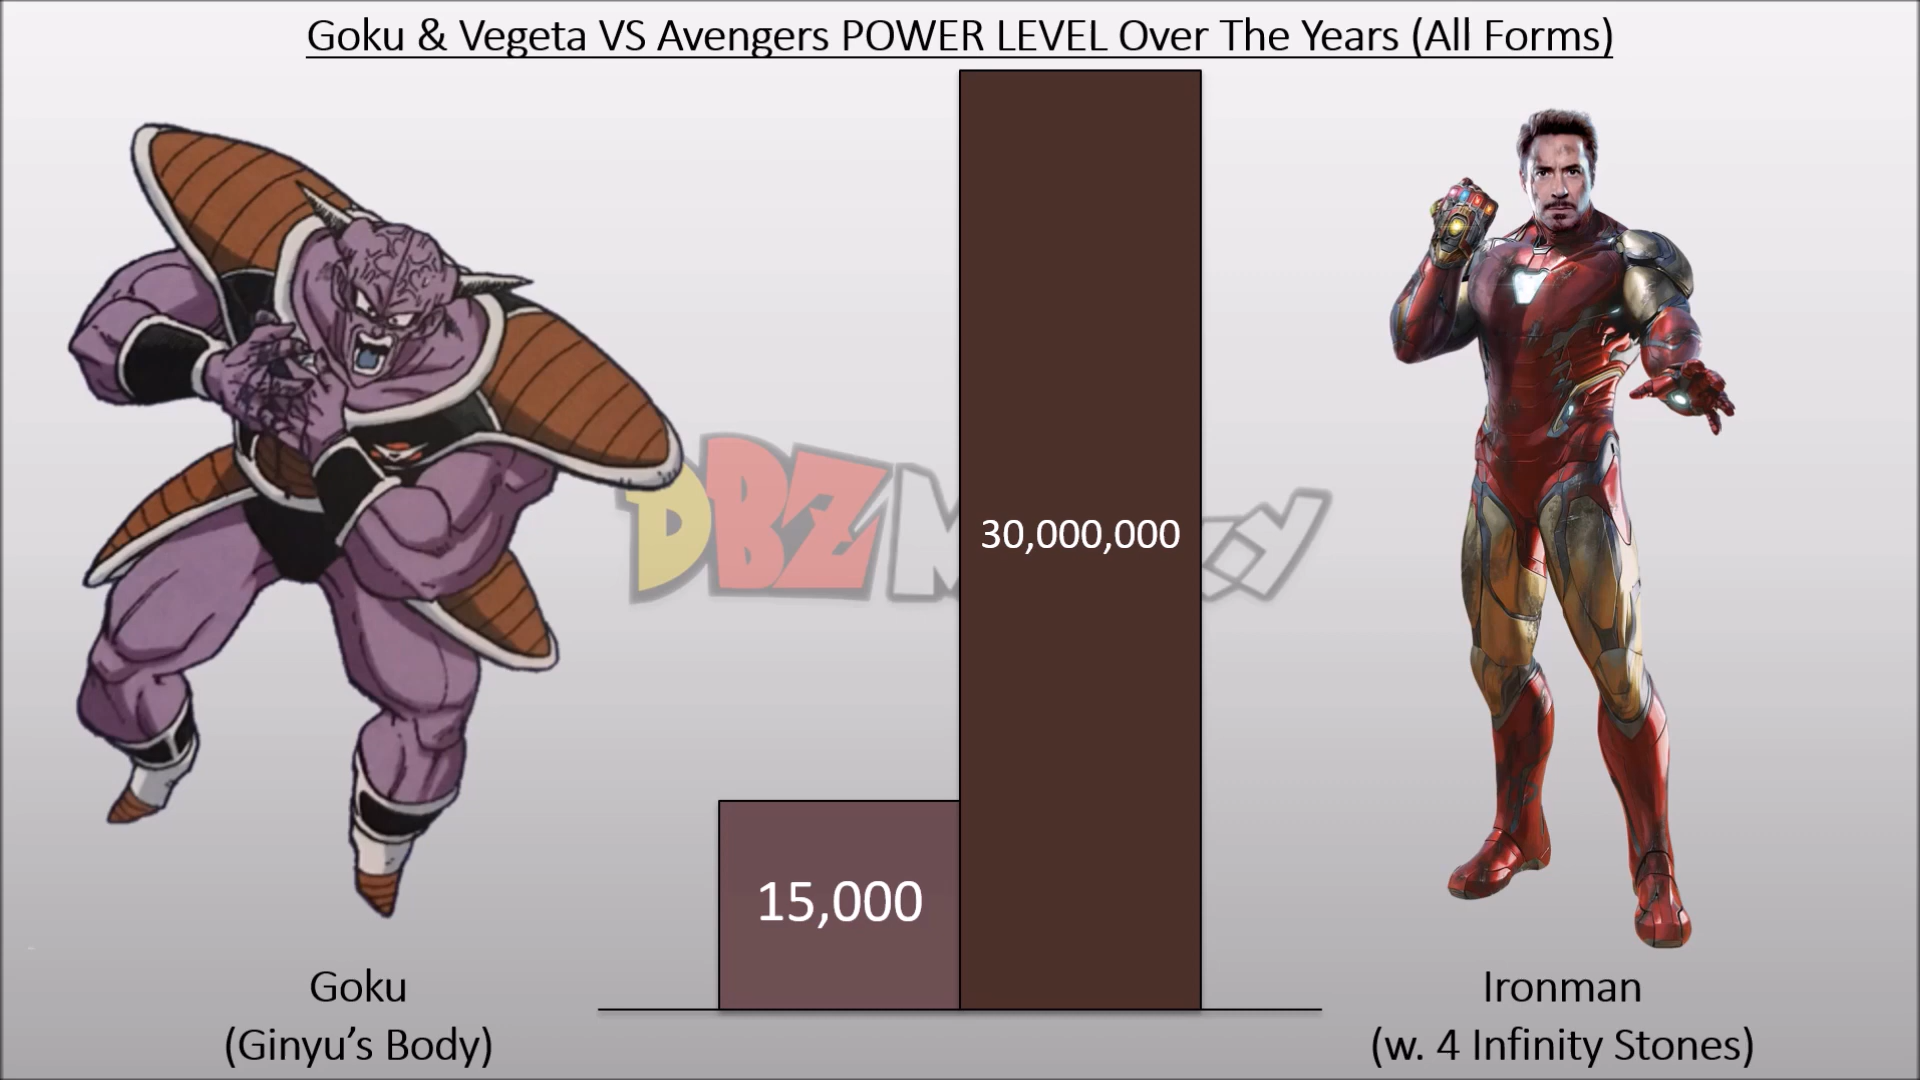 Goku & Vegeta VS Avengers POWER LEVEL Over The Years (All Forms)
DBZ
30,000,000
15,000
Goku
(Ginyu's Body)
Ironman
(w. 4 Infinity Stones)